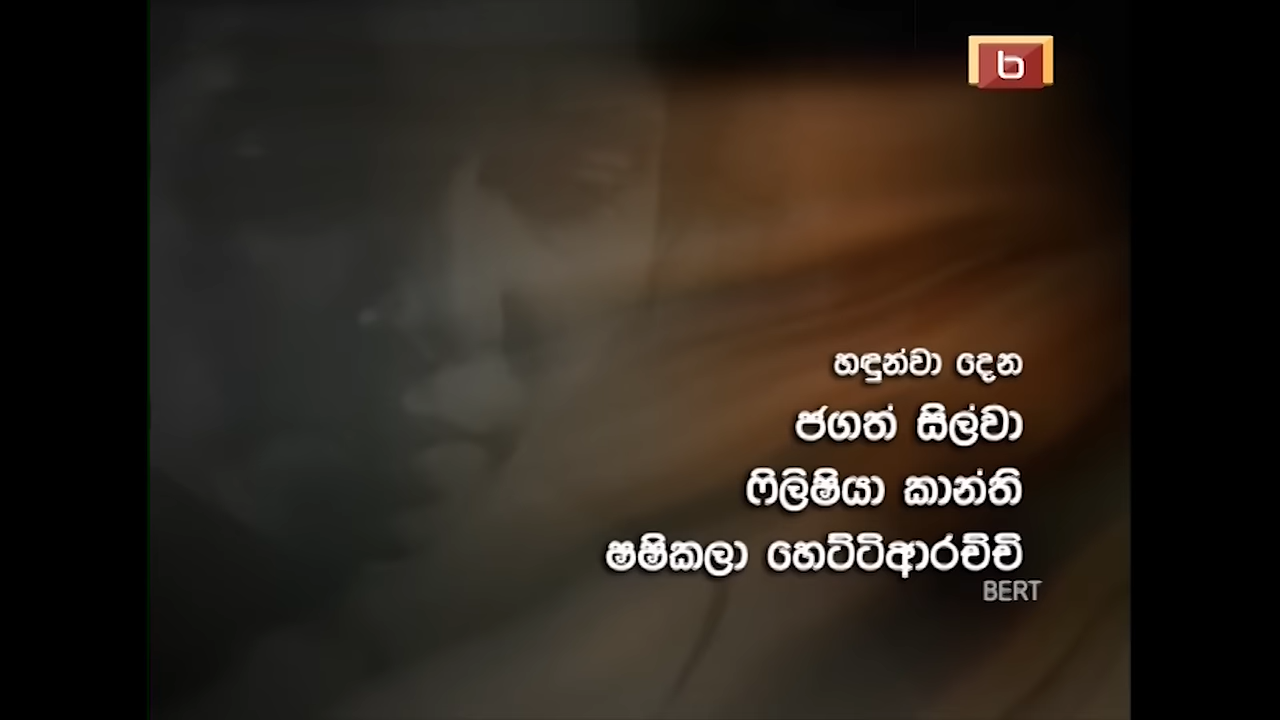 b
හඳුන්වා දෙන
ජගත් සිල්වා
ෆිලිෂියා කාන්ති
ෂෂිකලා හෙට්ටිආරච්චි
BERT